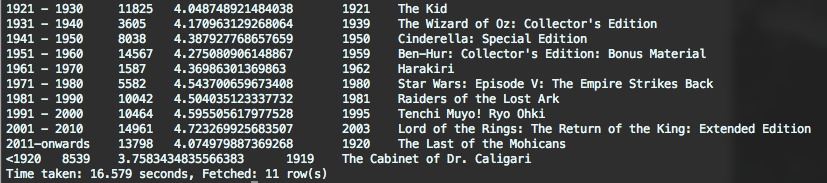 1921 - 1930 11825 4.048748921484038 1921 The Kid
1931 - 1940 3605 4.170963129268064 1939 The Wizard of Oz: Collector's Edition
1941 - 1950 8038 4.387927768657659 1950 Cinderella: Special Edition
1951 - 1960 14567 4.275080906148867 1959 Ben-Hur: Collector's Edition: Bonus Material
1961 - 1970 1587 4.36986301369863 1962 Harakiri
1971 - 1980 5582 4.543700659673408 1980 Star Wars: Episode V: The Empire Strikes Back
1981 - 1990 10042 4.504035123337732 1981 Raiders of the Lost Ark
1991 - 2000 10464 4.595505617977528 1995 Tenchi Muyo! Ryo Ohki
2001 - 2010 14961 4.723269925683507 2003 Lord of the Rings: The Return of the King: Extended Edition
2011-onwards 13798 4.074979887369268 1920 The Last of the Mohicans
<1920 8539 3.7583434835566383 1919 The Cabinet of Dr. Caligari
Time taken: 16.579 seconds, Fetched: 11 row(s)